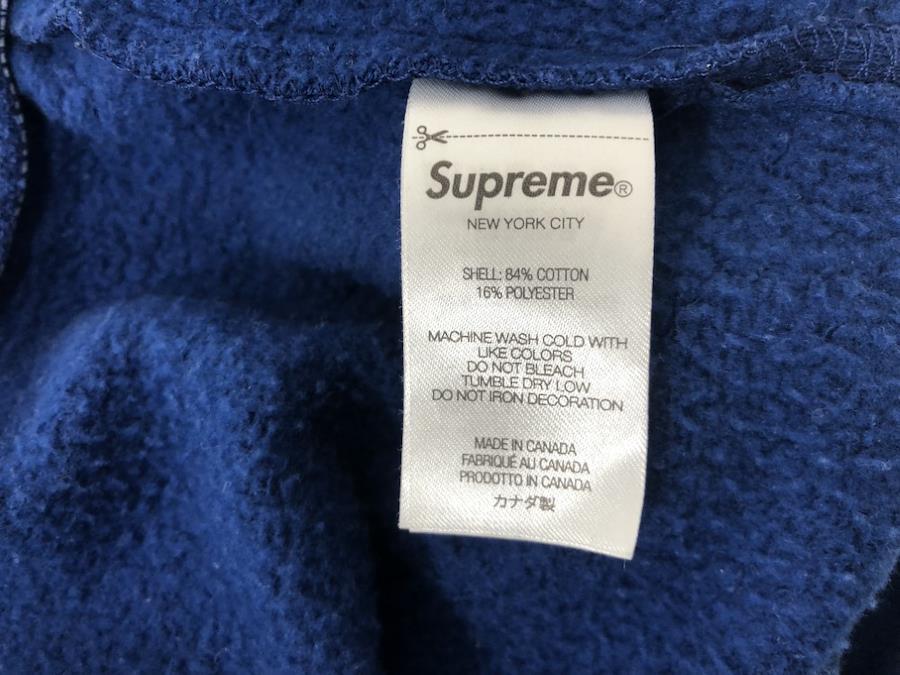 Supreme®
NEW YORK CITY
SHELL: 84% COTTON
16% POLYESTER
MACHINE WASH COLD WITH
LIKE COLORS
DO NOT BLEACH
TUMBLE DRY LOW
DO NOT IRON DECORATION
MADE IN CANADA
FABRIQUÉ AU CANADA
PRODOTTO IN CANADA
カナダ製